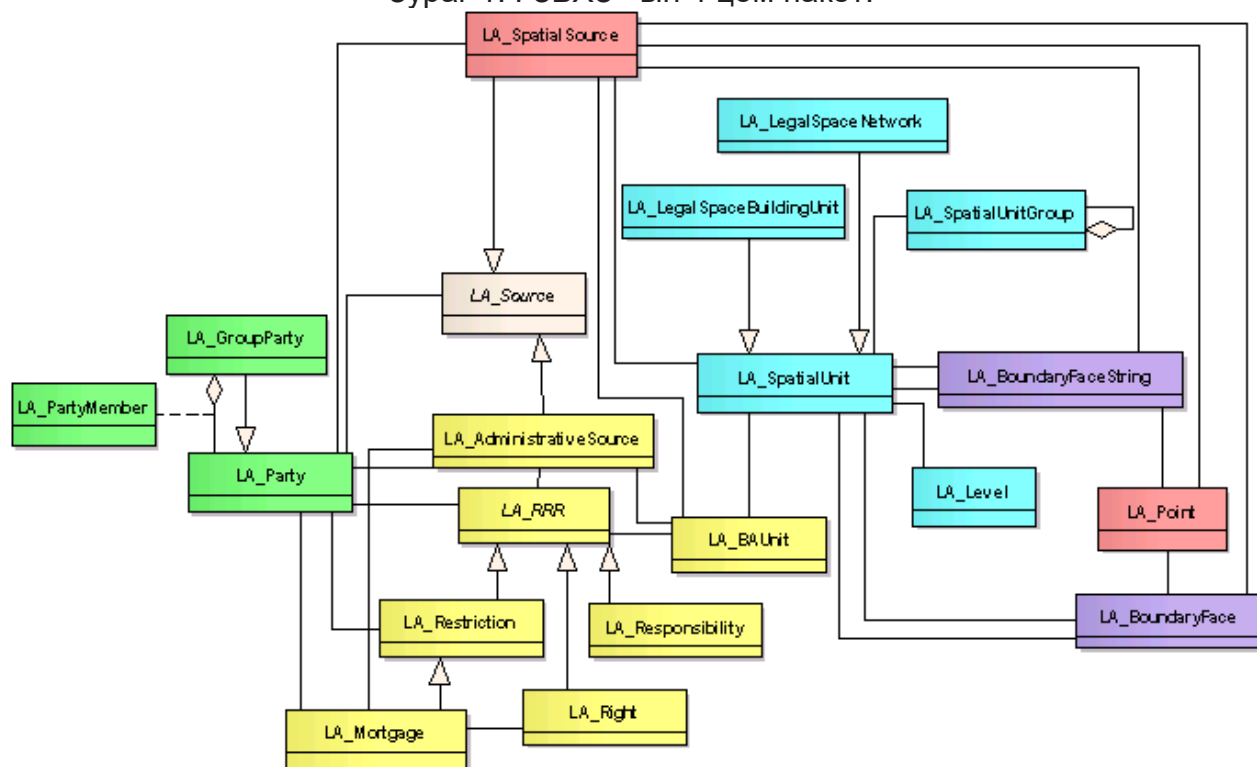 LA_SpatialSource
LA_LegalSpaceNetwork
LA_LegalSpaceBuildingUnit
LA_SpatialUnitGroup
LA_Source
LA_GroupParty
LA_SpatialUnit
LA_BoundaryFaceString
LA_PartyMember
LA_AdministrativeSource
LA_Party
LA_Level
LA_RRR
LA_Point
LA_BAUnit
LA_Restriction
LA_Responsibility
LA_BoundaryFace
LA_Right
LA_Mortgage